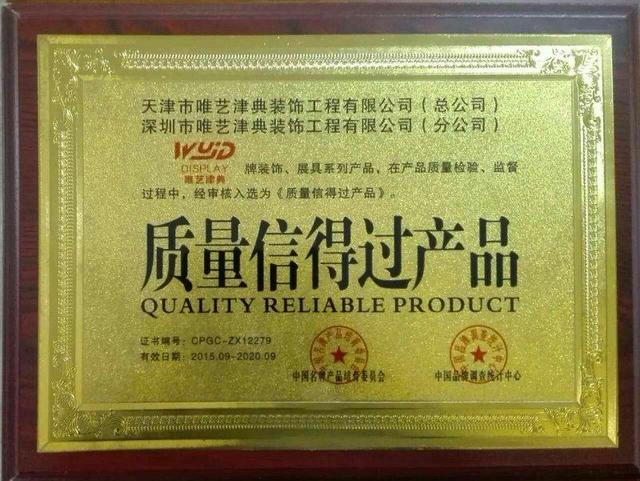 天津市唯艺津典装饰工程有限公司（总公司）
深圳市唯艺津典装饰工程有限公司（分公司）
WYJD
DISPLAY
唯艺津典
牌装饰、展具系列产品，在产品质量检验、监督
过程中，经审核入选为《质量信得过产品》。
质量信得过产品
QUALITY RELIABLE PRODUCT
证书编号：CPGC-ZX12279
有效日期：2015.09-2020.09
中国名牌产品培育委员会
中国品牌调查统计中心